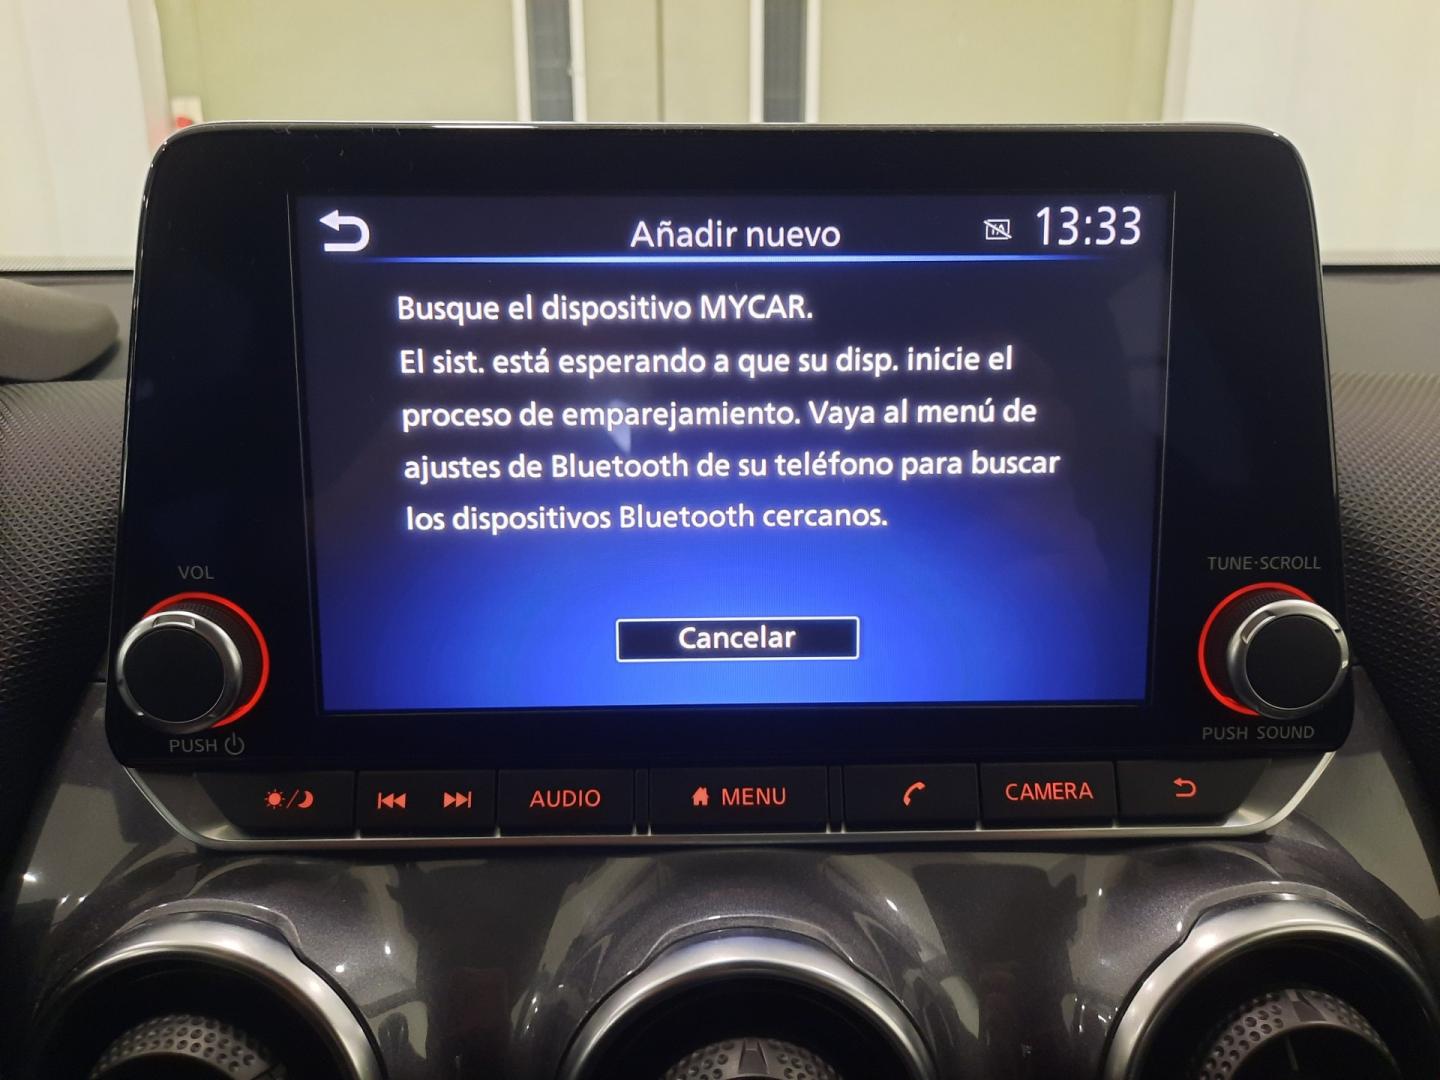 Añadir nuevo
TA
13:33
Busque el dispositivo MYCAR.
El sist. está esperando a que su disp. inicie el
proceso de emparejamiento. Vaya al menú de
ajustes de Bluetooth de su teléfono para buscar
los dispositivos Bluetooth cercanos.
Cancelar
VOL
PUSH
TUNE·SCROLL
PUSH SOUND
AUDIO
MENU
CAMERA